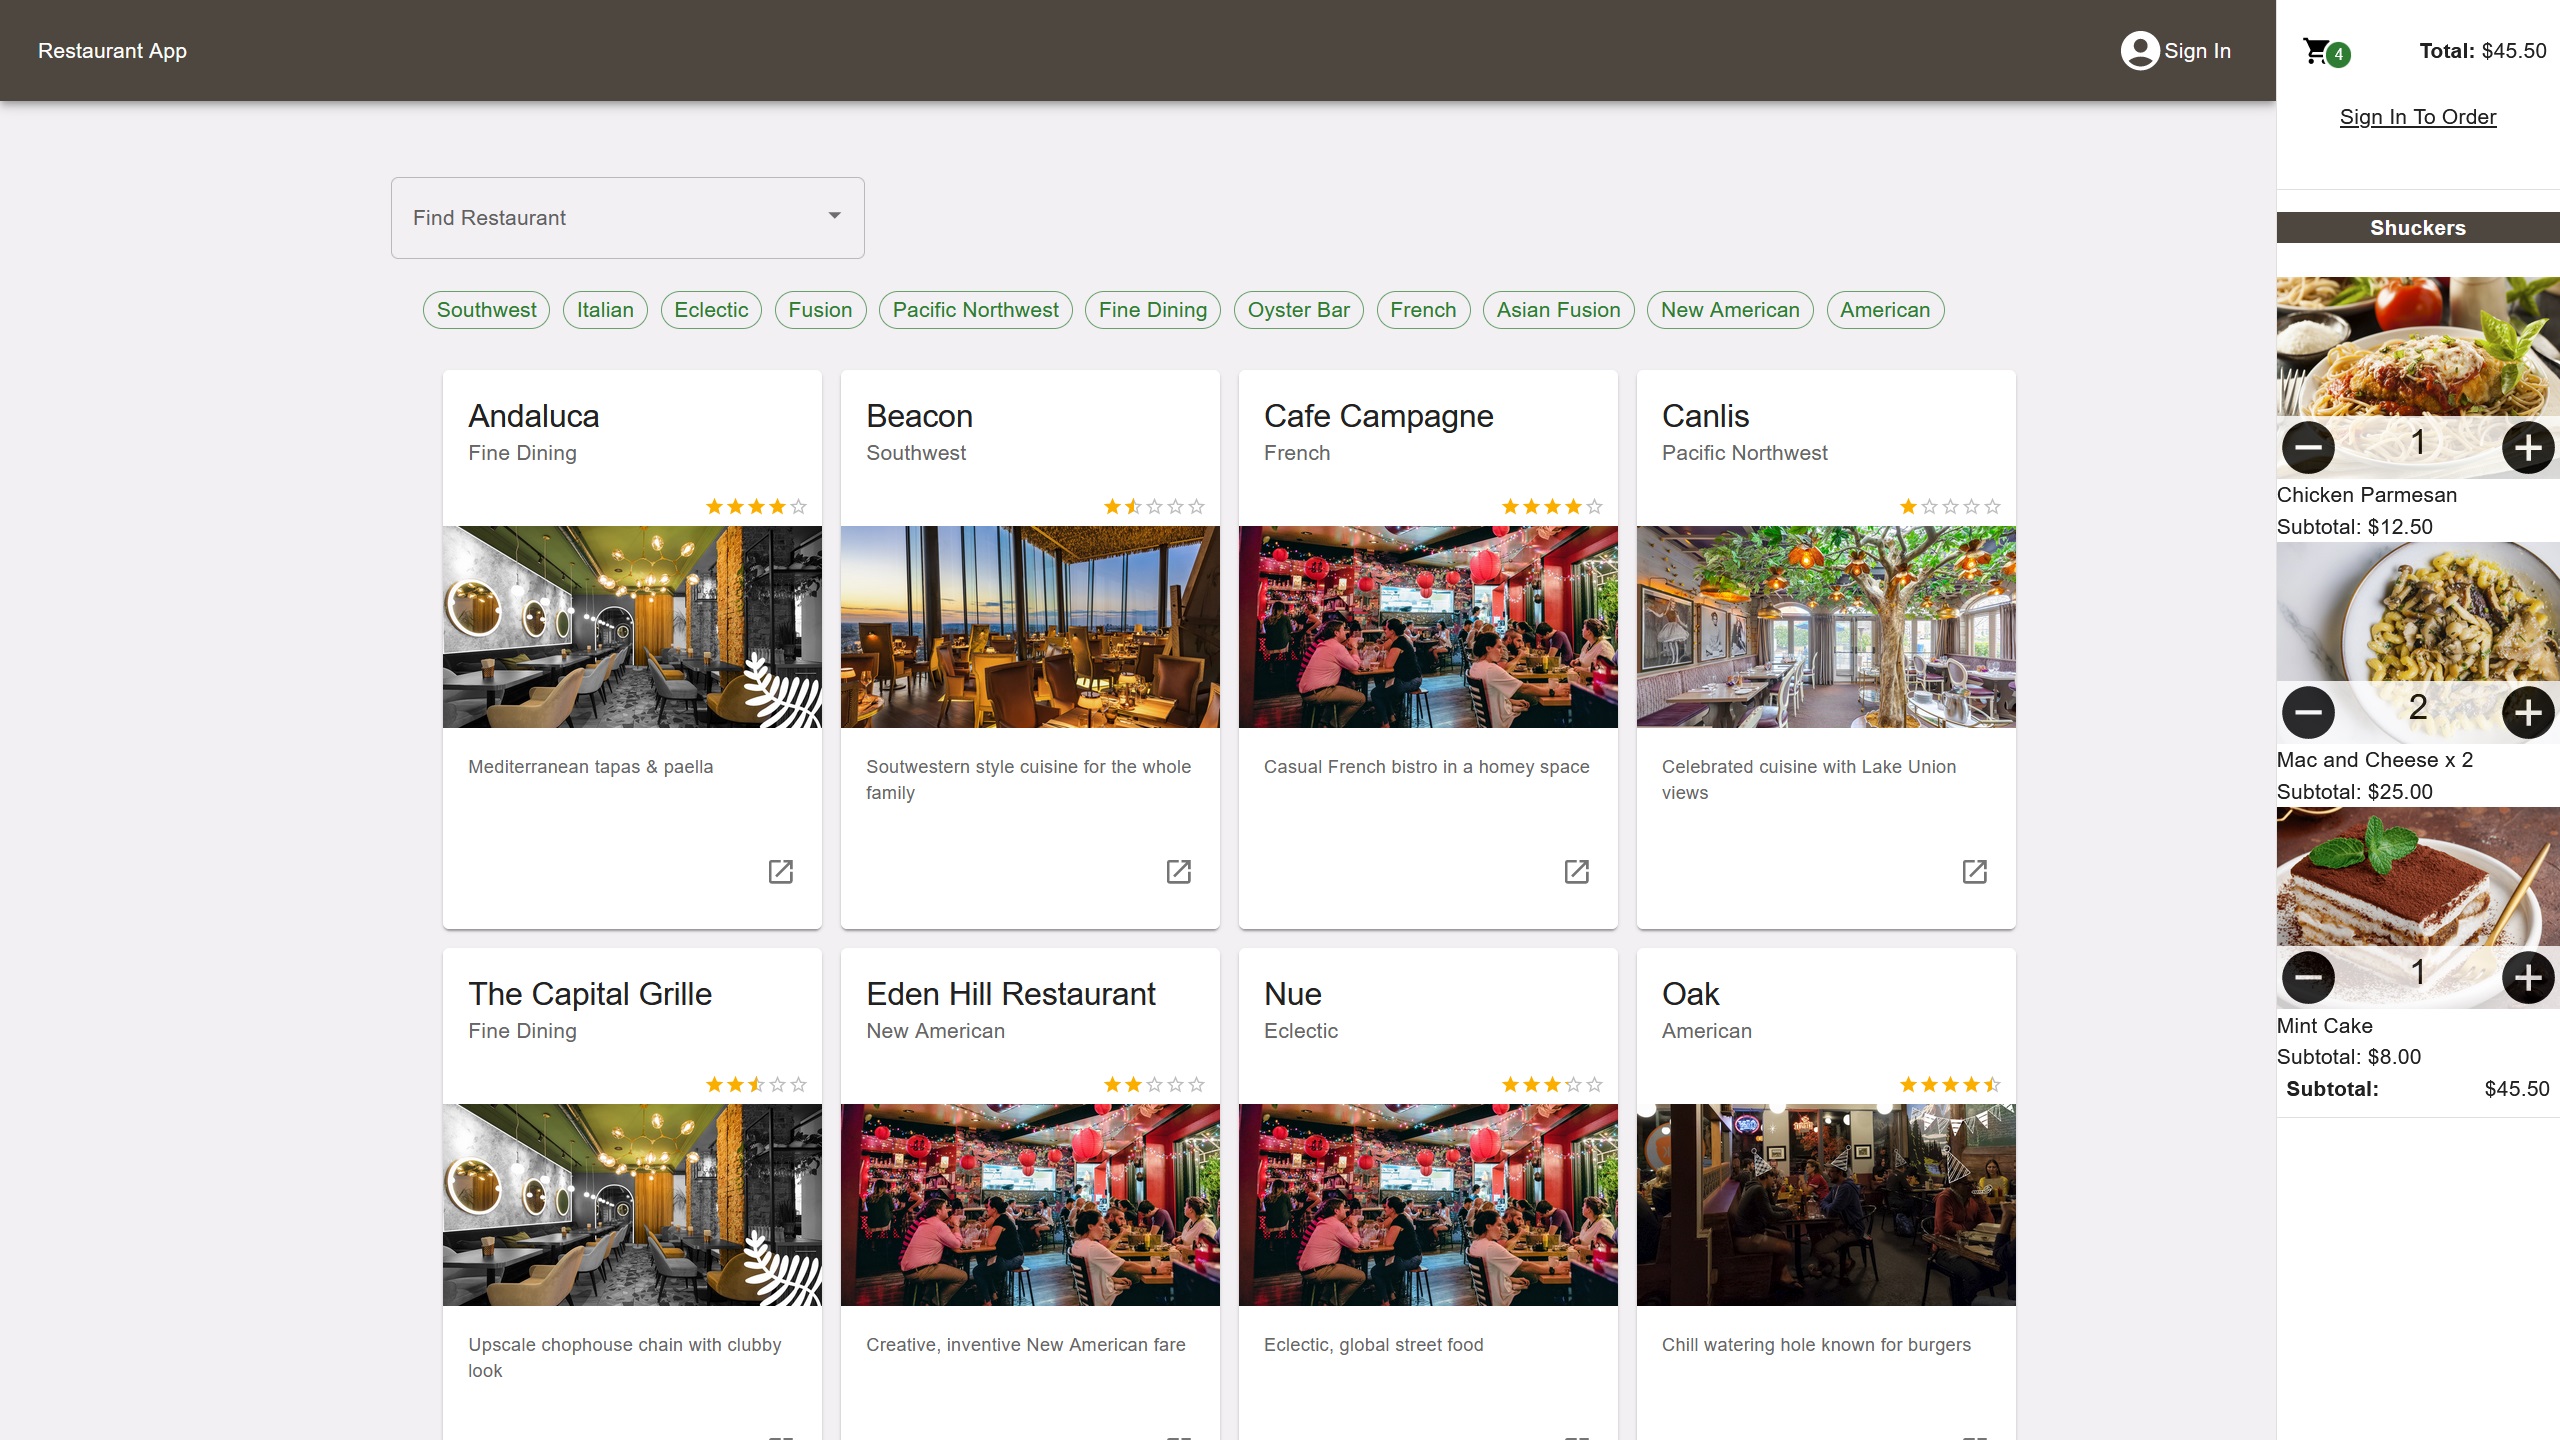 Restaurant App
Sign In
4
Total: $45.50
Sign In To Order
Find Restaurant
Southwest
Italian
Eclectic
Fusion
Pacific Northwest
Fine Dining
Oyster Bar
French
Asian Fusion
New American
American
Andaluca
Fine Dining
Mediterranean tapas & paella
Beacon
Southwest
Soutwestern style cuisine for the whole
family
Cafe Campagne
French
Casual French bistro in a homey space
Canlis
Pacific Northwest
Celebrated cuisine with Lake Union
views
The Capital Grille
Fine Dining
Upscale chophouse chain with clubby
look
Eden Hill Restaurant
New American
Creative, inventive New American fare
Nue
Eclectic
Eclectic, global street food
Oak
American
Chill watering hole known for burgers
Shuckers
1
Chicken Parmesan
Subtotal: $12.50
2
Mac and Cheese x 2
Subtotal: $25.00
1
Mint Cake
Subtotal: $8.00
Subtotal: $45.50